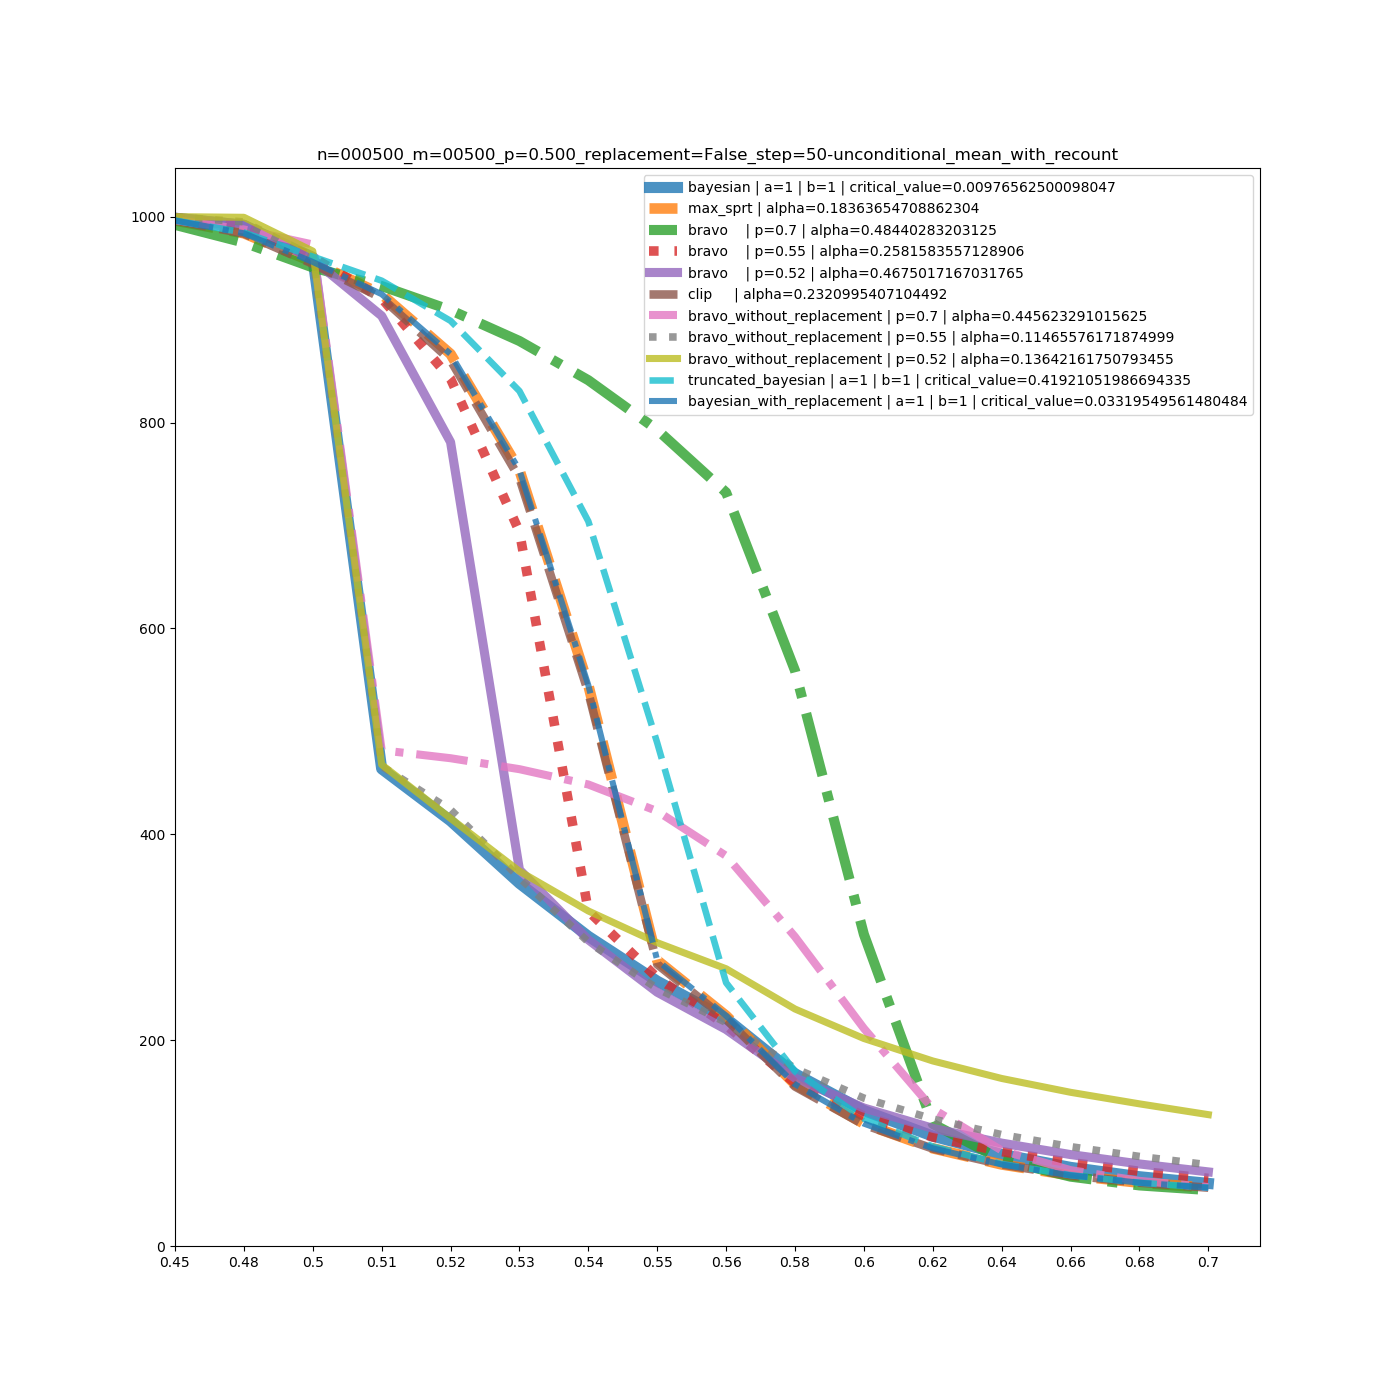 n=000500_m=00500_p=0.500_replacement=False_step=50-unconditional_mean_with_recount
bayesian | a=1 | b=1 | critical_value=0.00976562500098047
max_sprt | alpha=0.18363654708862304
bravo | p=0.7 | alpha=0.48440283203125
bravo | p=0.55 | alpha=0.2581583557128906
bravo | p=0.52 | alpha=0.4675017167031765
clip | alpha=0.2320995407104492
bravo_without_replacement | p=0.7 | alpha=0.445623291015625
bravo_without_replacement | p=0.55 | alpha=0.11465576171874999
bravo_without_replacement | p=0.52 | alpha=0.13642161750793455
truncated_bayesian | a=1 | b=1 | critical_value=0.41921051986694335
bayesian_with_replacement | a=1 | b=1 | critical_value=0.03319549561480484
1000
800
600
400
200
0
0.45 0.48 0.5 0.51 0.52 0.53 0.54 0.55 0.56 0.58 0.6 0.62 0.64 0.66 0.68 0.7